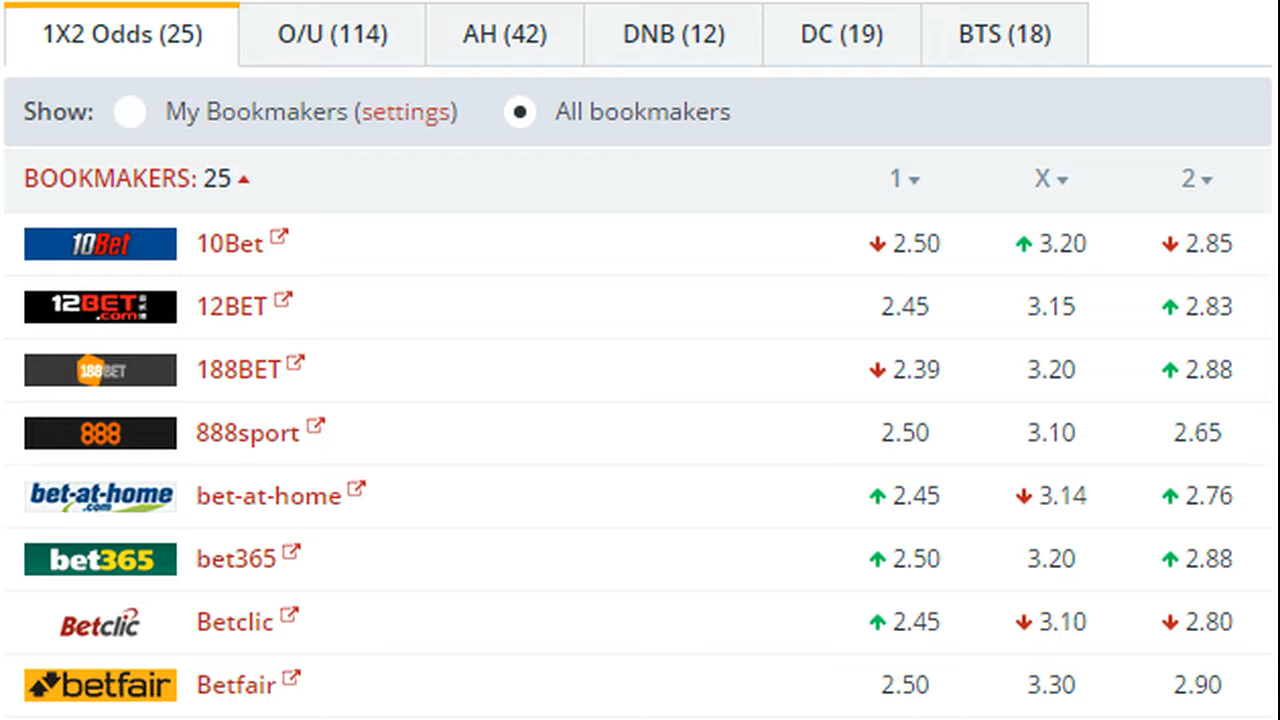 1X2 Odds (25) O/U (114) AH (42) DNB (12) DC (19) BTS (18)
Show: My Bookmakers (settings) All bookmakers
BOOKMAKERS: 25 1 X 2
10Bet 10Bet 2.50 3.20 2.85
12BET.com 12BET 2.45 3.15 2.83
188BET 188BET 2.39 3.20 2.88
888 888sport 2.50 3.10 2.65
bet-at-home.com bet-at-home 2.45 3.14 2.76
bet365 bet365 2.50 3.20 2.88
Betclic Betclic 2.45 3.10 2.80
betfair Betfair 2.50 3.30 2.90